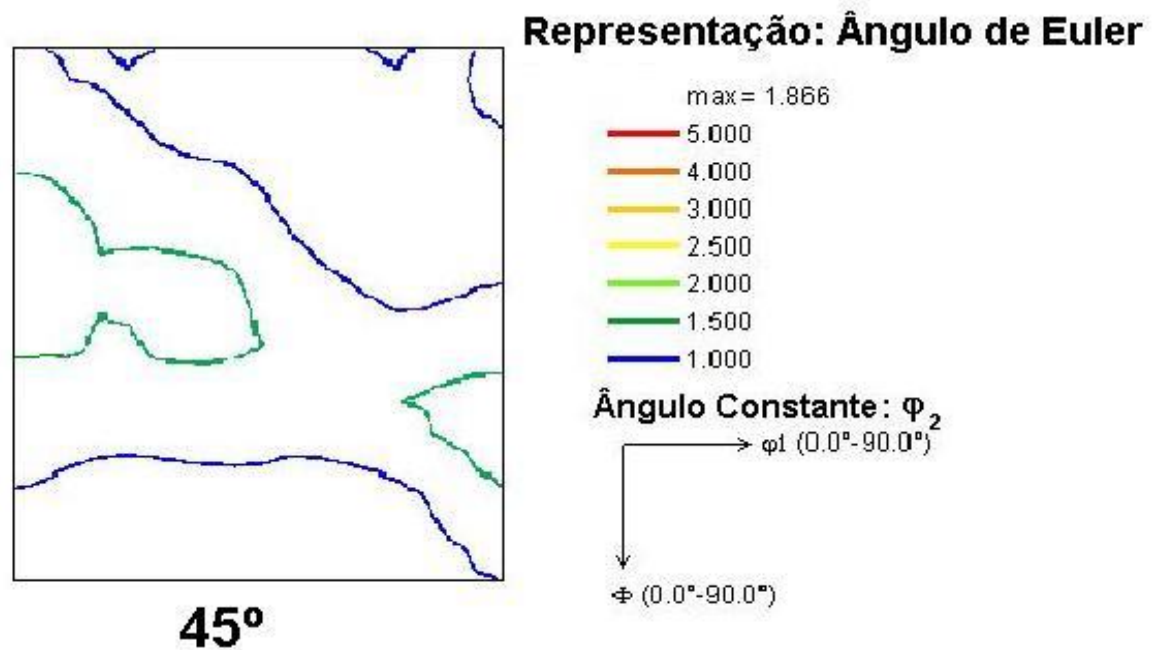 Representação: Ângulo de Euler
max = 1.866
5.000
4.000
3.000
2.500
2.000
1.500
1.000
Ângulo Constante: φ2
φ1 (0.0°-90.0°)
Φ (0.0°-90.0°)
45º